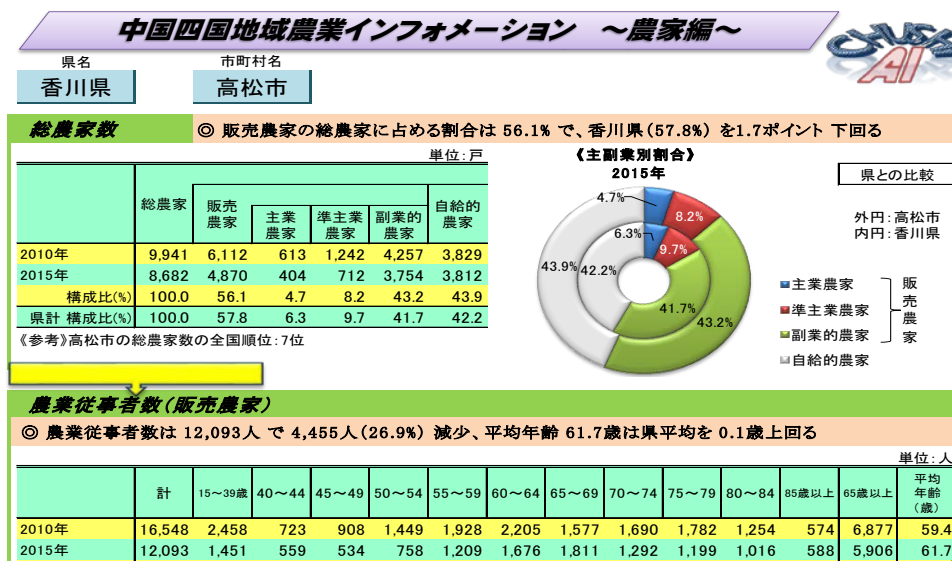 中国四国地域農業インフォメーション　～農家編～
AI
県名 市町村名
香川県 高松市
総農家数
◎ 販売農家の総農家に占める割合は 56.1% で、香川県(57.8%) を1.7ポイント 下回る
単位:戸
総農家 販売農家 主業農家 準主業農家 副業的農家 自給的農家
2010年 9,941 6,112 613 1,242 4,257 3,829
2015年 8,682 4,870 404 712 3,754 3,812
構成比(%) 100.0 56.1 4.7 8.2 43.2 43.9
県計 構成比(%) 100.0 57.8 6.3 9.7 41.7 42.2
《参考》高松市の総農家数の全国順位:7位
《主副業別割合》
2015年
4.7%
8.2%
6.3%
9.7%
43.9%
42.2%
41.7%
43.2%
県との比較
外円:高松市
内円:香川県
主業農家
準主業農家
副業的農家
自給的農家
販売農家
農業従事者数(販売農家)
◎ 農業従事者数は 12,093人 で 4,455人(26.9%) 減少、平均年齢 61.7歳は県平均を 0.1歳上回る
単位:人
計 15～39歳 40～44 45～49 50～54 55～59 60～64 65～69 70～74 75～79 80～84 85歳以上 65歳以上 平均年齢(歳)
2010年 16,548 2,458 723 908 1,449 1,928 2,205 1,577 1,690 1,782 1,254 574 6,877 59.4
2015年 12,093 1,451 559 534 758 1,209 1,676 1,811 1,292 1,199 1,016 588 5,906 61.7